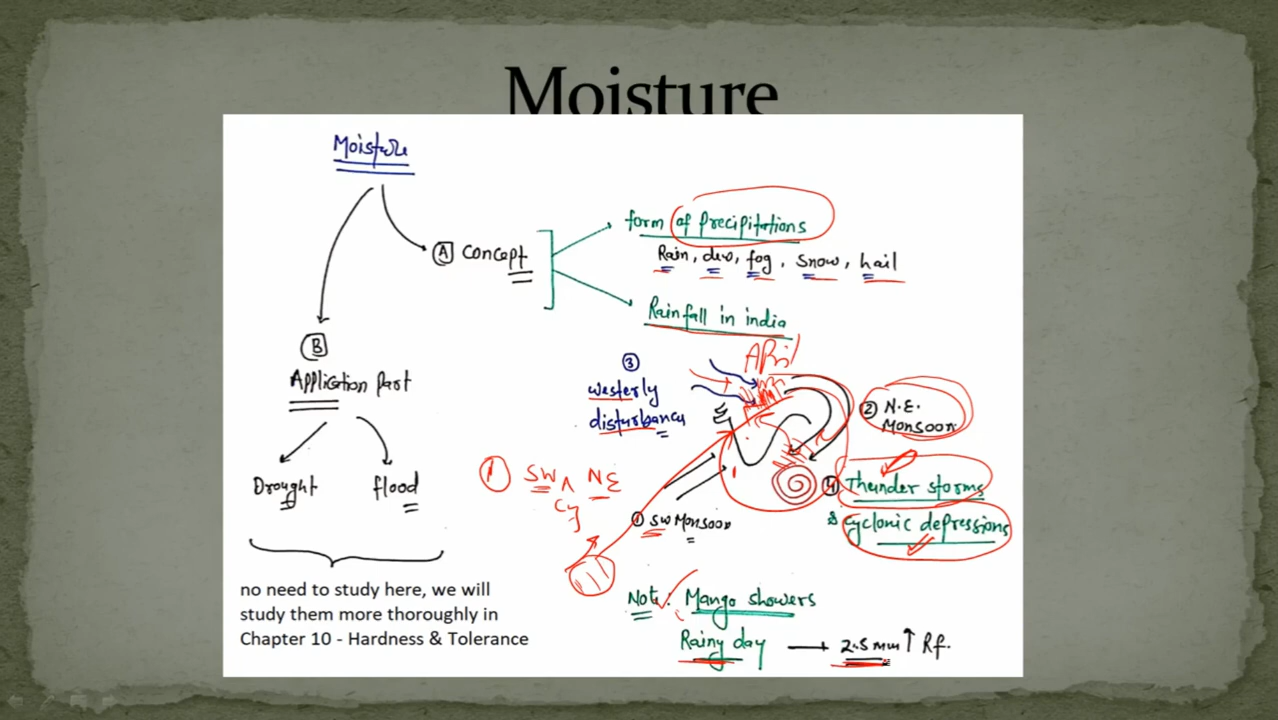 Moisture
Moisture
(A) Concept
form of precipitations
Rain, dew, fog, snow, hail
Rainfall in india
April
(3)
westerly
disturbancy
(2) N.E.
Monsoon
(B)
Application Part
(1) SW NE
Cy
(4) Thunder storms
& cyclonic depressions
(1) SW Monsoon
Drought
flood
no need to study here, we will
study them more thoroughly in
Chapter 10 - Hardness & Tolerance
Note: Mango showers
Rainy day → 2.5 mm ↑ Rf.